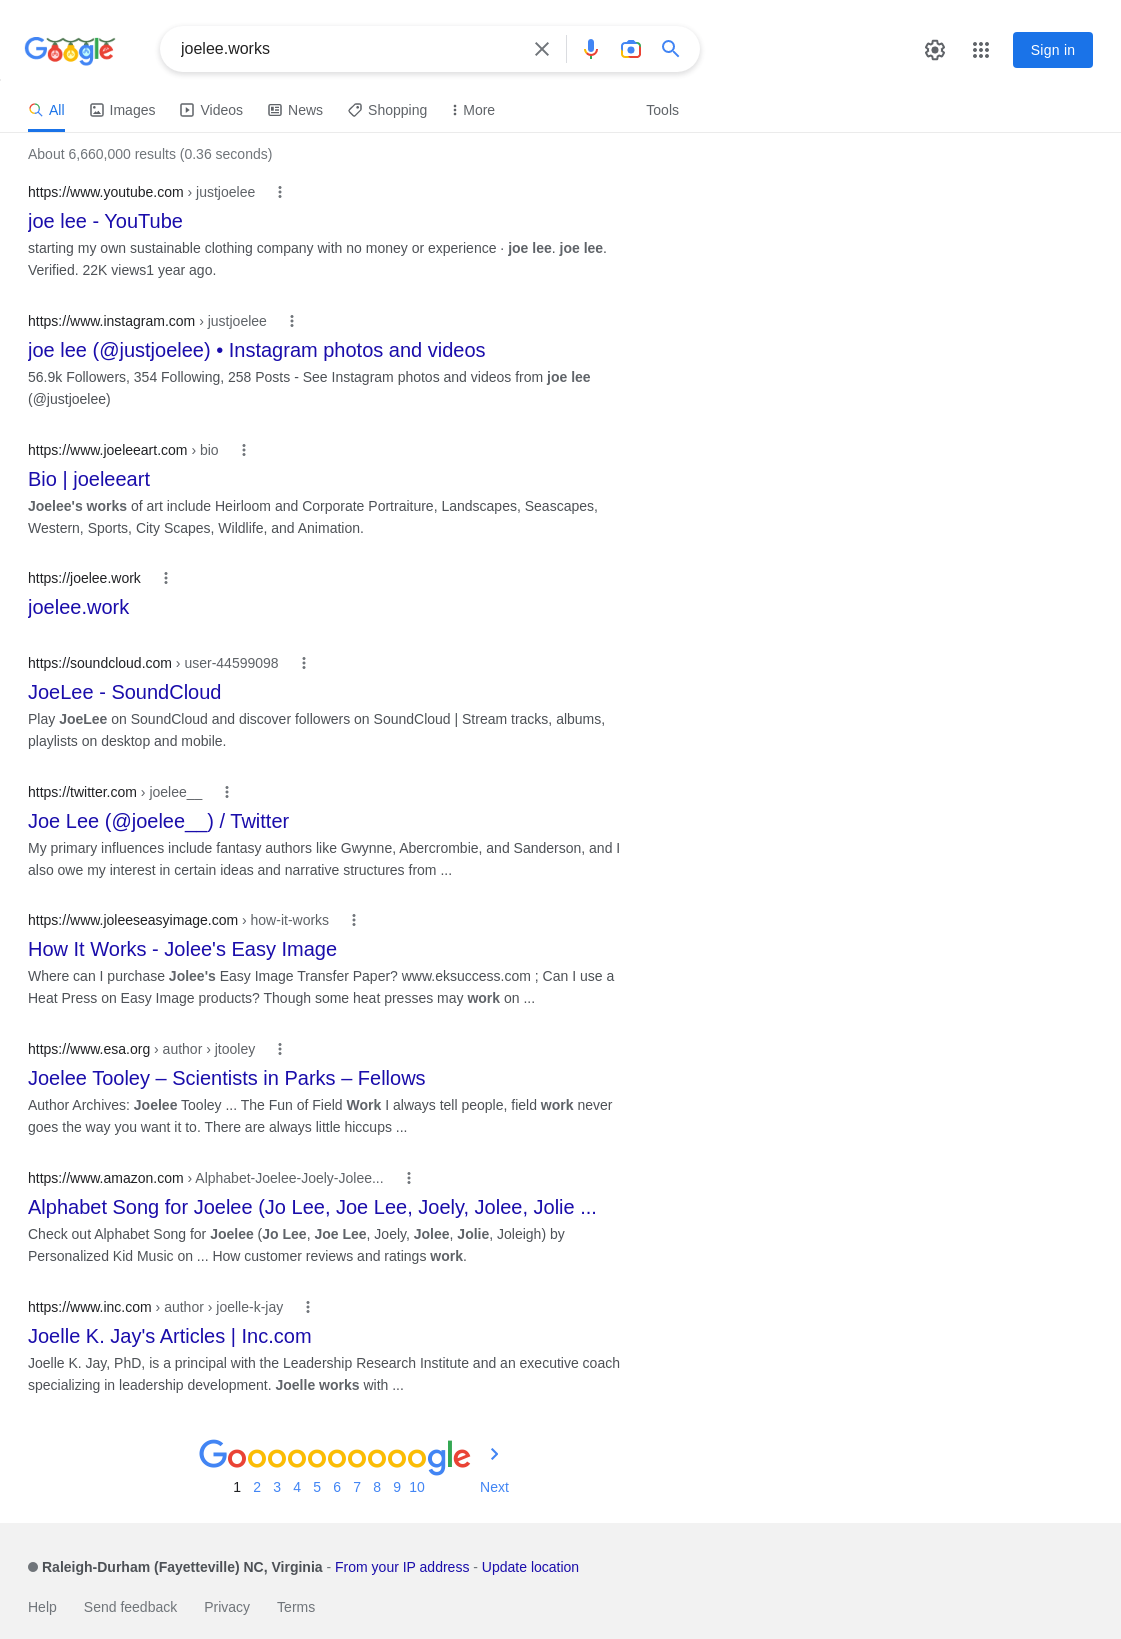 Google
joelee.works
Sign in
All Images Videos News Shopping More Tools
About 6,660,000 results (0.36 seconds)
https://www.youtube.com › justjoelee
joe lee - YouTube
starting my own sustainable clothing company with no money or experience · joe lee. joe lee.
Verified. 22K views1 year ago.
https://www.instagram.com › justjoelee
joe lee (@justjoelee) • Instagram photos and videos
56.9k Followers, 354 Following, 258 Posts - See Instagram photos and videos from joe lee
(@justjoelee)
https://www.joeleeart.com › bio
Bio | joeleeart
Joelee's works of art include Heirloom and Corporate Portraiture, Landscapes, Seascapes,
Western, Sports, City Scapes, Wildlife, and Animation.
https://joelee.work
joelee.work
https://soundcloud.com › user-44599098
JoeLee - SoundCloud
Play JoeLee on SoundCloud and discover followers on SoundCloud | Stream tracks, albums,
playlists on desktop and mobile.
https://twitter.com › joelee__
Joe Lee (@joelee__) / Twitter
My primary influences include fantasy authors like Gwynne, Abercrombie, and Sanderson, and I
also owe my interest in certain ideas and narrative structures from ...
https://www.joleeseasyimage.com › how-it-works
How It Works - Jolee's Easy Image
Where can I purchase Jolee's Easy Image Transfer Paper? www.eksuccess.com ; Can I use a
Heat Press on Easy Image products? Though some heat presses may work on ...
https://www.esa.org › author › jtooley
Joelee Tooley – Scientists in Parks – Fellows
Author Archives: Joelee Tooley ... The Fun of Field Work I always tell people, field work never
goes the way you want it to. There are always little hiccups ...
https://www.amazon.com › Alphabet-Joelee-Joely-Jolee...
Alphabet Song for Joelee (Jo Lee, Joe Lee, Joely, Jolee, Jolie ...
Check out Alphabet Song for Joelee (Jo Lee, Joe Lee, Joely, Jolee, Jolie, Joleigh) by
Personalized Kid Music on ... How customer reviews and ratings work.
https://www.inc.com › author › joelle-k-jay
Joelle K. Jay's Articles | Inc.com
Joelle K. Jay, PhD, is a principal with the Leadership Research Institute and an executive coach
specializing in leadership development. Joelle works with ...
Goooooooooogle
1 2 3 4 5 6 7 8 9 10 Next
Raleigh-Durham (Fayetteville) NC, Virginia - From your IP address - Update location
Help Send feedback Privacy Terms